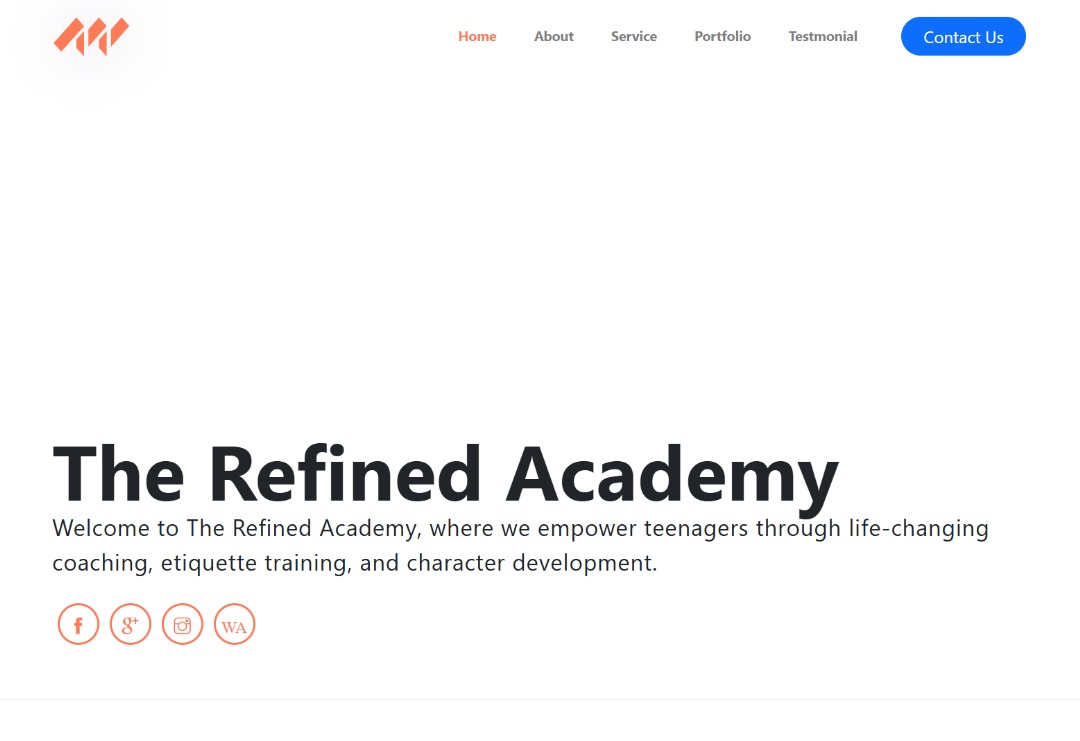 Home About Service Portfolio Testmonial Contact Us
The Refined Academy
Welcome to The Refined Academy, where we empower teenagers through life-changing
coaching, etiquette training, and character development.
f g+ WA